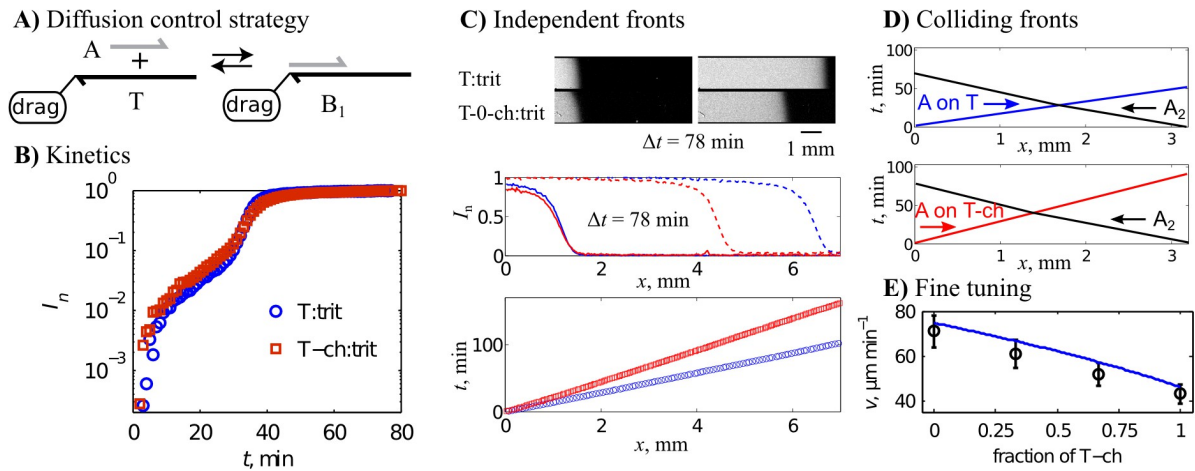 A) Diffusion control strategy
A
+
drag
T
drag
B1
B) Kinetics
10^0
10^-1
10^-2
10^-3
I_n
T:trit
T-ch:trit
0 20 40 60 80
t, min
C) Independent fronts
T:trit
T-0-ch:trit
Δt = 78 min
1 mm
1
0.5
0
I_n
Δt = 78 min
0 2 4 6
x, mm
100
0
t, min
0 2 4 6
x, mm
D) Colliding fronts
100
50
0
t, min
A on T
A2
0 1 2 3
x, mm
100
50
0
t, min
A on T-ch
A2
0 1 2 3
x, mm
E) Fine tuning
80
60
40
v, µm min^-1
0 0.25 0.5 0.75 1
fraction of T-ch